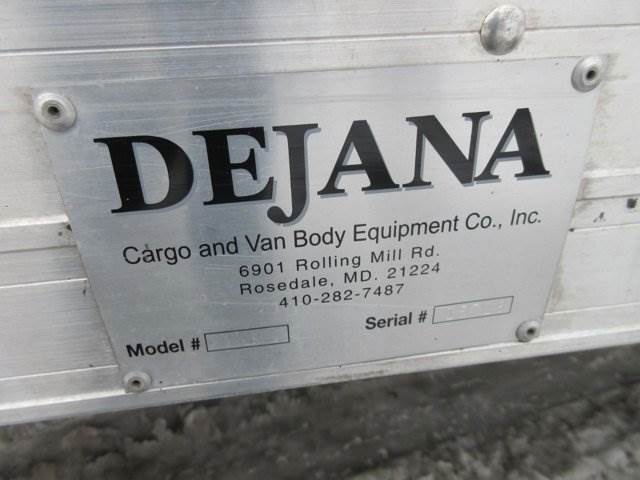 DEJANA
Cargo and Van Body Equipment Co., Inc.
6901 Rolling Mill Rd.
Rosedale, MD. 21224
410-282-7487
Model #
Serial #